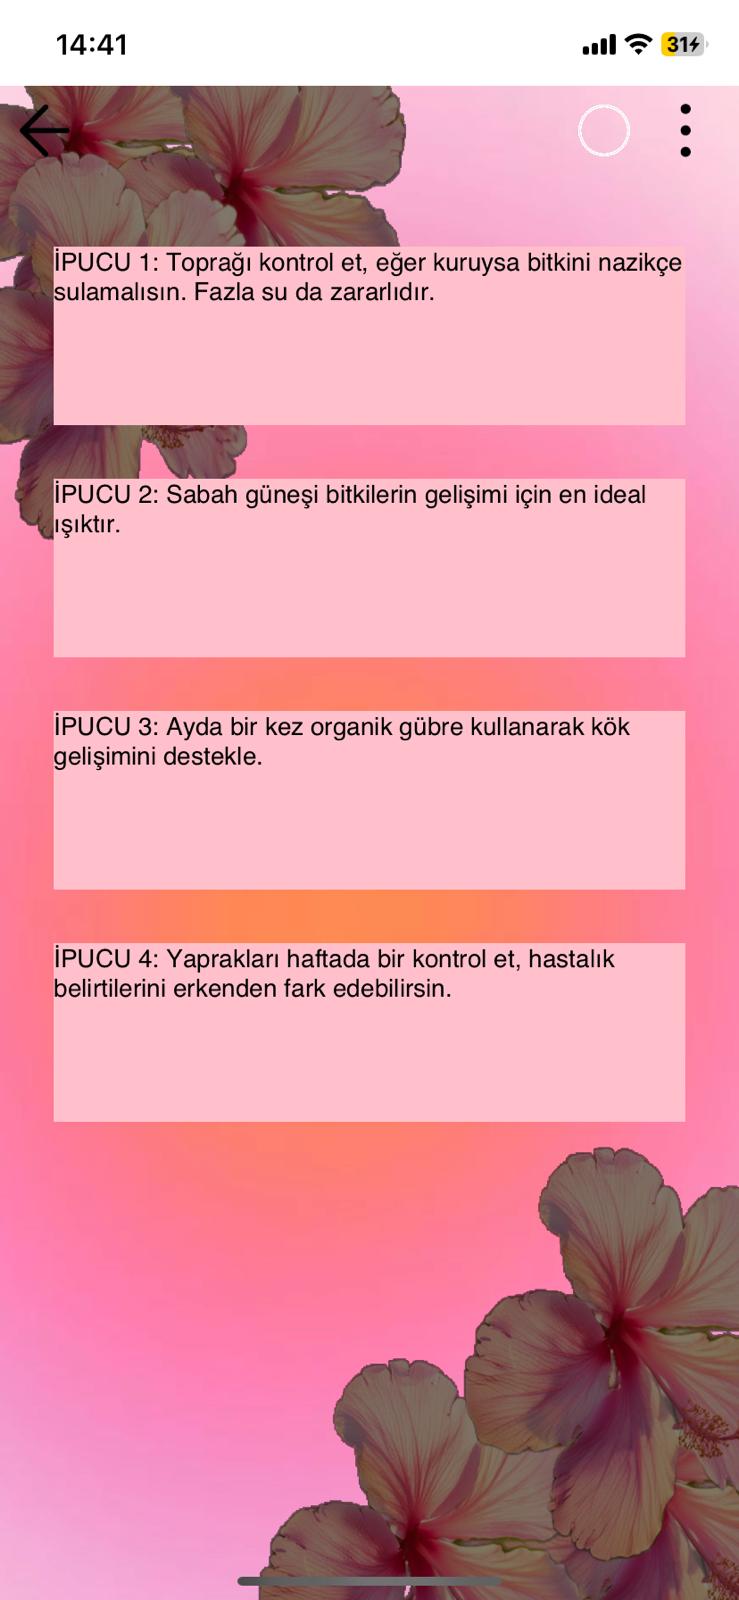 14:41
31
İPUCU 1: Toprağı kontrol et, eğer kuruysa bitkini nazikçe
sulamalısın. Fazla su da zararlıdır.
İPUCU 2: Sabah güneşi bitkilerin gelişimi için en ideal
ışıktır.
İPUCU 3: Ayda bir kez organik gübre kullanarak kök
gelişimini destekle.
İPUCU 4: Yaprakları haftada bir kontrol et, hastalık
belirtilerini erkenden fark edebilirsin.